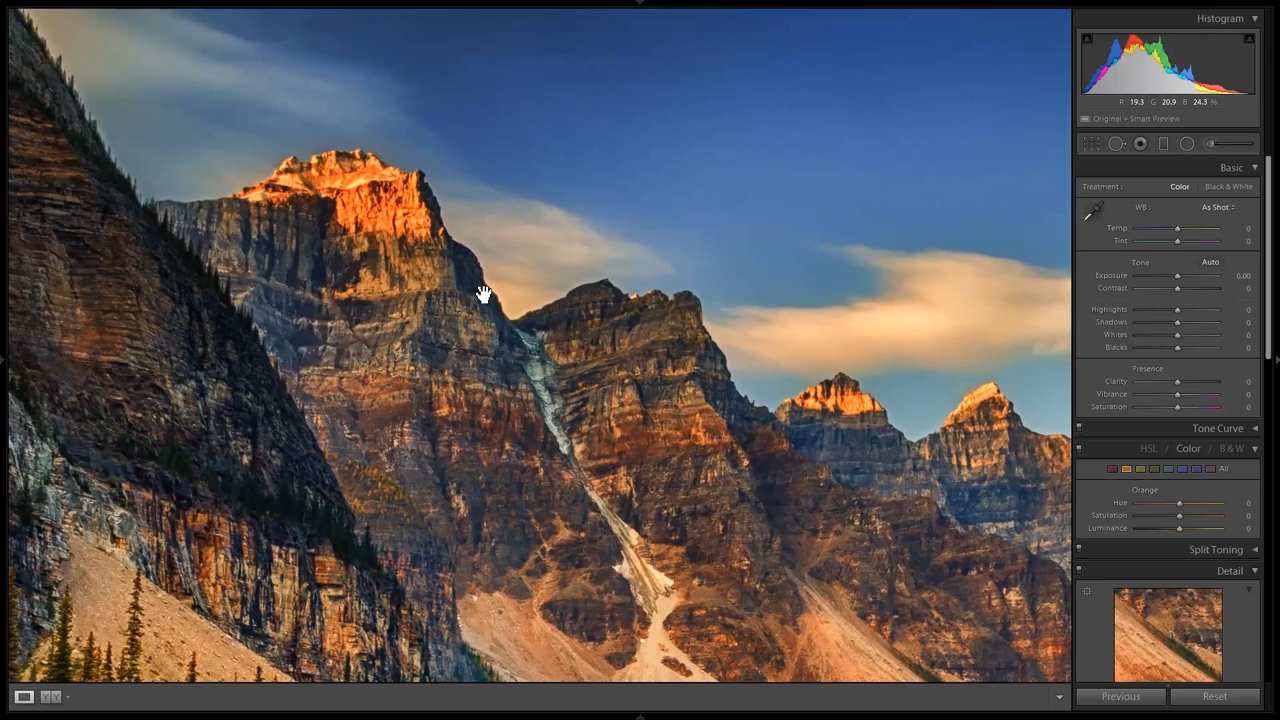 Histogram
R 19.3 G 20.9 B 24.3 %
Original + Smart Preview
Basic
Treatment : Color Black & White
WB : As Shot
Temp 0
Tint 0
Tone Auto
Exposure 0.00
Contrast 0
Highlights 0
Shadows 0
Whites 0
Blacks 0
Presence
Clarity 0
Vibrance 0
Saturation 0
Tone Curve
HSL / Color / B & W
All
Orange
Hue 0
Saturation 0
Luminance 0
Split Toning
Detail
Y Y
Previous Reset